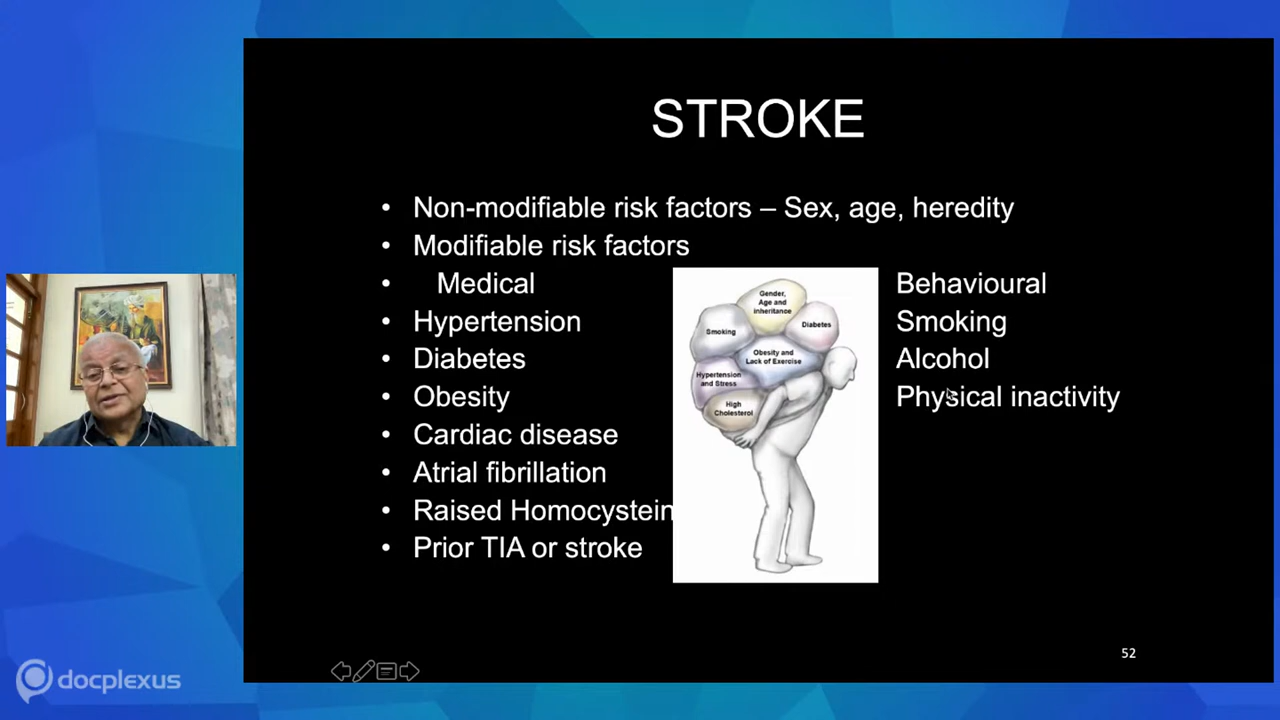 STROKE
• Non-modifiable risk factors – Sex, age, heredity
• Modifiable risk factors
• Medical
• Hypertension
• Diabetes
• Obesity
• Cardiac disease
• Atrial fibrillation
• Raised Homocystein
• Prior TIA or stroke
Gender,
Age and
inheritance
Smoking
Diabetes
Obesity and
Lack of Exercise
Hypertension
and Stress
High
Cholesterol
Behavioural
Smoking
Alcohol
Physical inactivity
52
docplexus